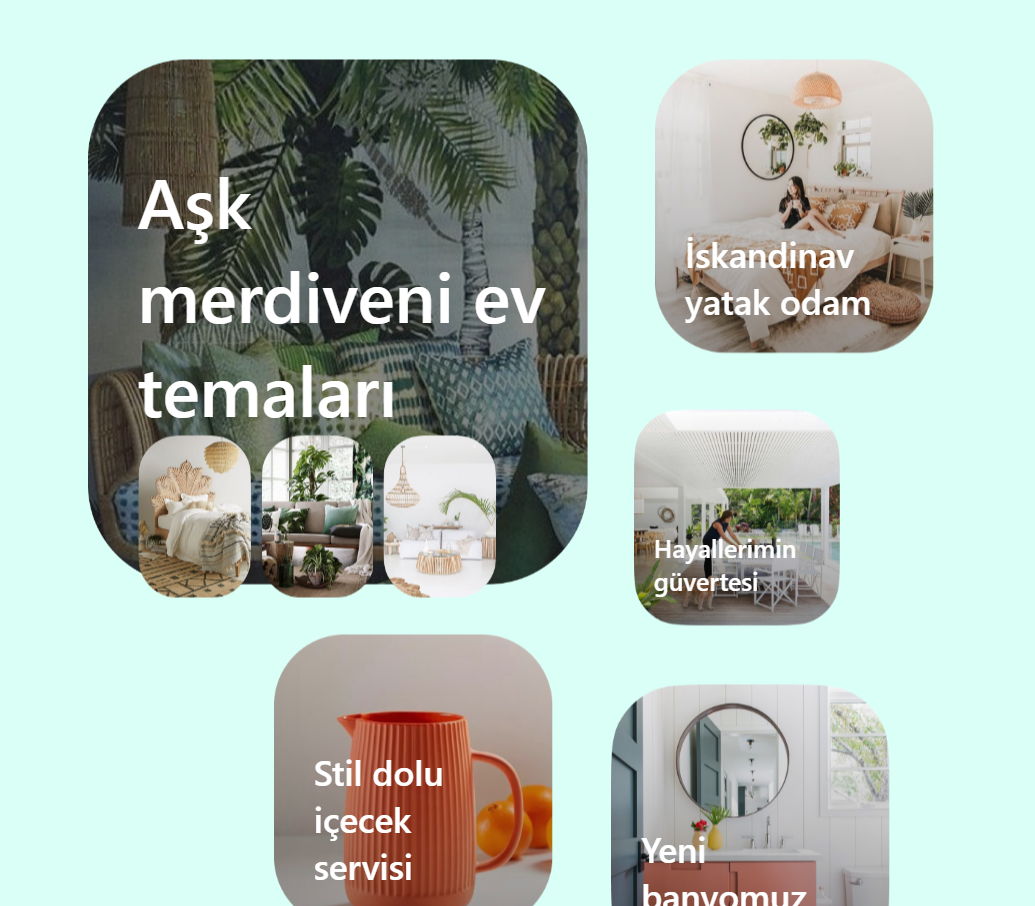 Aşk
merdiveni ev
temaları
İskandinav
yatak odam
Hayallerimin
güvertesi
Stil dolu
içecek
servisi
Yeni
banyomuz